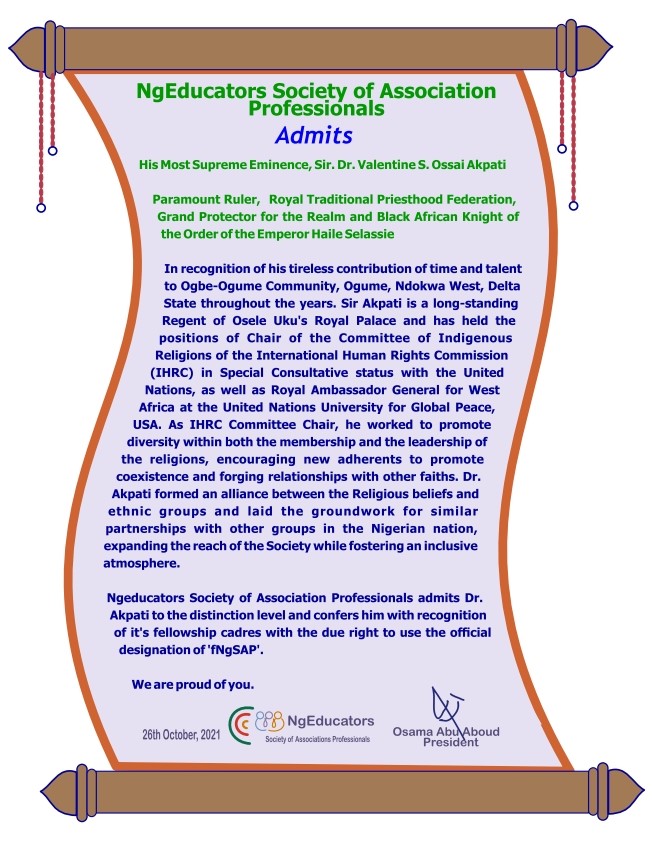 NgEducators Society of Association
Professionals
Admits
His Most Supreme Eminence, Sir. Dr. Valentine S. Ossai Akpati
Paramount Ruler, Royal Traditional Priesthood Federation,
Grand Protector for the Realm and Black African Knight of
the Order of the Emperor Haile Selassie
In recognition of his tireless contribution of time and talent
to Ogbe-Ogume Community, Ogume, Ndokwa West, Delta
State throughout the years. Sir Akpati is a long-standing
Regent of Osele Uku's Royal Palace and has held the
positions of Chair of the Committee of Indigenous
Religions of the International Human Rights Commission
(IHRC) in Special Consultative status with the United
Nations, as well as Royal Ambassador General for West
Africa at the United Nations University for Global Peace,
USA. As IHRC Committee Chair, he worked to promote
diversity within both the membership and the leadership of
the religions, encouraging new adherents to promote
coexistence and forging relationships with other faiths. Dr.
Akpati formed an alliance between the Religious beliefs and
ethnic groups and laid the groundwork for similar
partnerships with other groups in the Nigerian nation,
expanding the reach of the Society while fostering an inclusive
atmosphere.
Ngeducators Society of Association Professionals admits Dr.
Akpati to the distinction level and confers him with recognition
of it's fellowship cadres with the due right to use the official
designation of 'fNgSAP'.
We are proud of you.
26th October, 2021
NgEducators
Society of Associations Professionals
Osama Abu Aboud
President